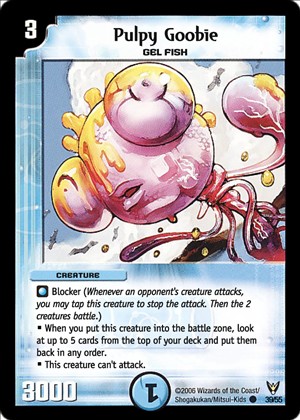 3
Pulpy Goobie
GEL FISH
CREATURE
Blocker (Whenever an opponent's creature attacks,
you may tap this creature to stop the attack. Then the 2
creatures battle.)
▪ When you put this creature into the battle zone, look
at up to 5 cards from the top of your deck and put them
back in any order.
▪ This creature can't attack.
3000
1
©2006 Wizards of the Coast/
Shogakukan/Mitsui-Kids
39/55